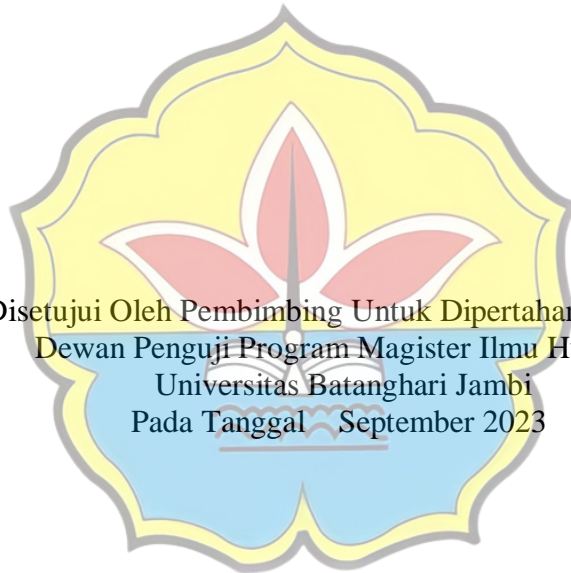 Disetujui Oleh Pembimbing Untuk Dipertahan
Dewan Penguji Program Magister Ilmu H
Universitas Batanghari Jambi
Pada Tanggal September 2023